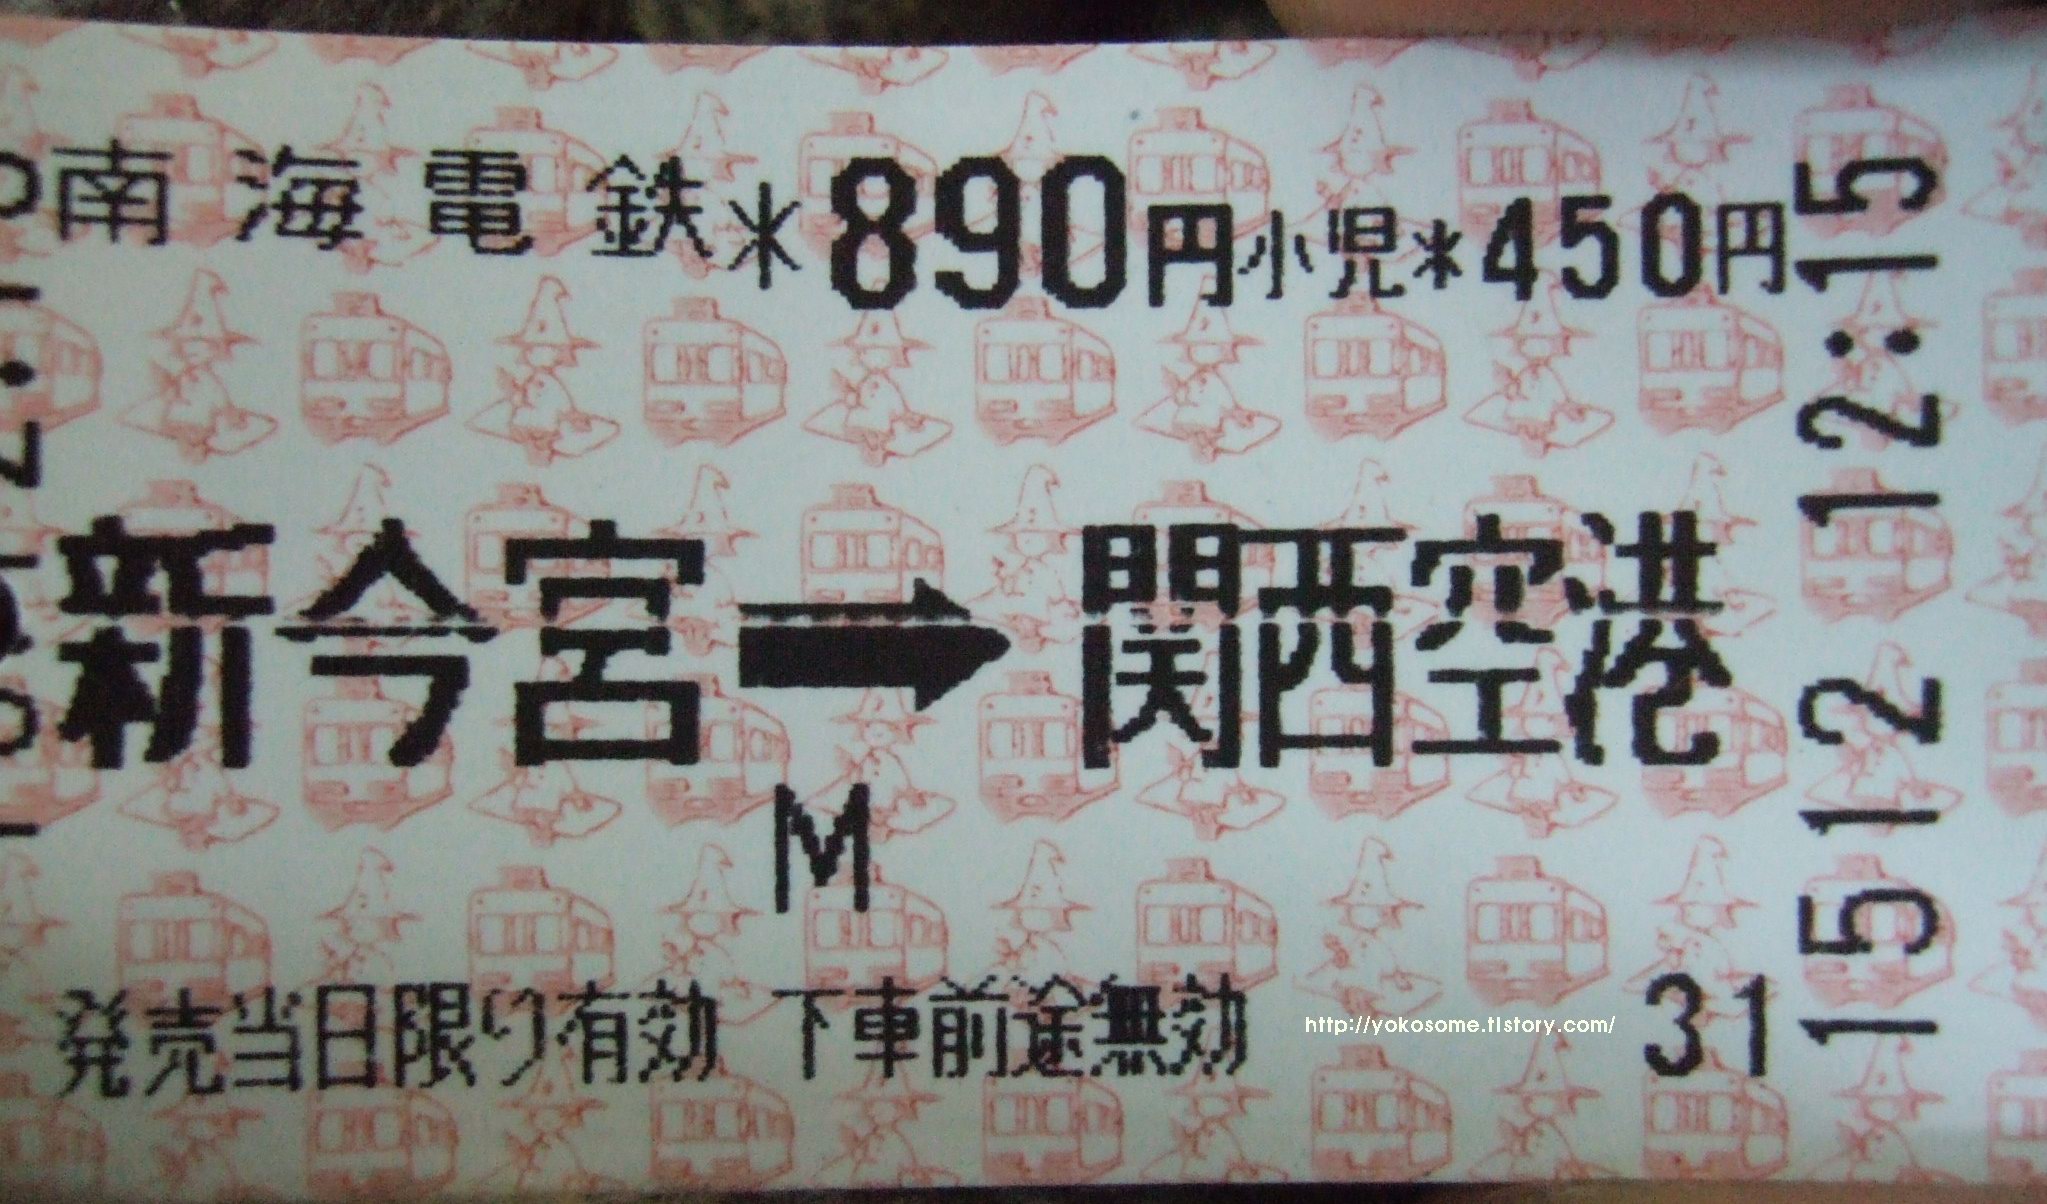 南海電鉄 *890円 小児*450円
新今宮→関西空港
M
発売当日限り有効 下車前途無効
http://yokosome.tistory.com/
31
1512 2 12:15